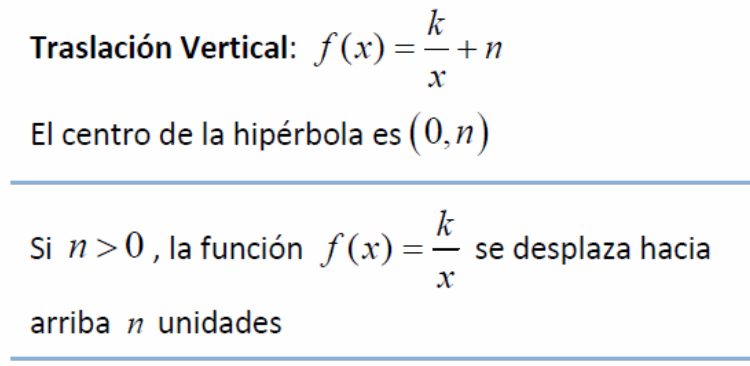 Traslación Vertical: f(x) = k/x + n
El centro de la hipérbola es (0, n)
Si n > 0 , la función f(x) = k/x se desplaza hacia
arriba n unidades